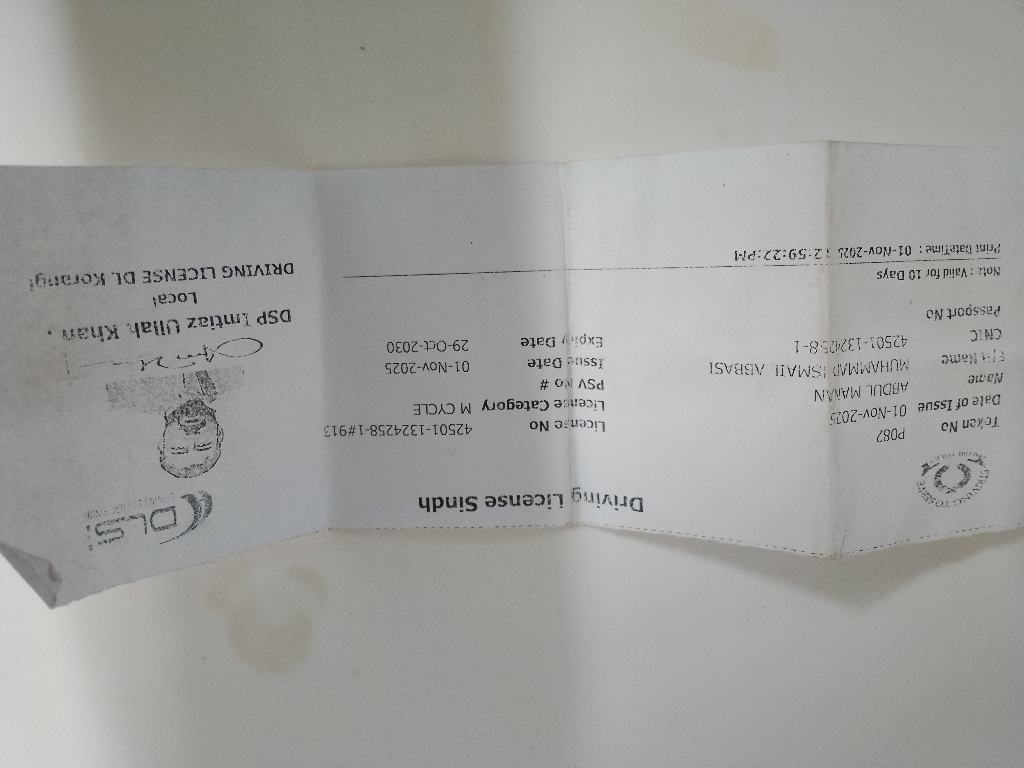 DLS
Driving License Sindh
Token No P082
Date of Issue 01-Nov-2025
Name ABDUL MANAN
F/H Name MUHAMMAD ISMAIL ABBASI
CNIC 42501-1324258-1
Passport No
License No 42501-1324258-1#913
License Category M CYCLE
PSV No #
Issue Date 01-Nov-2025
Expiry Date 29-Oct-2030
DSP Imtiaz Ullah Khan
Local
DRIVING LICENSE DL Korangi
Note : Valid for 10 Days
Print DateTime : 01-Nov-2025 2:59:22:PM